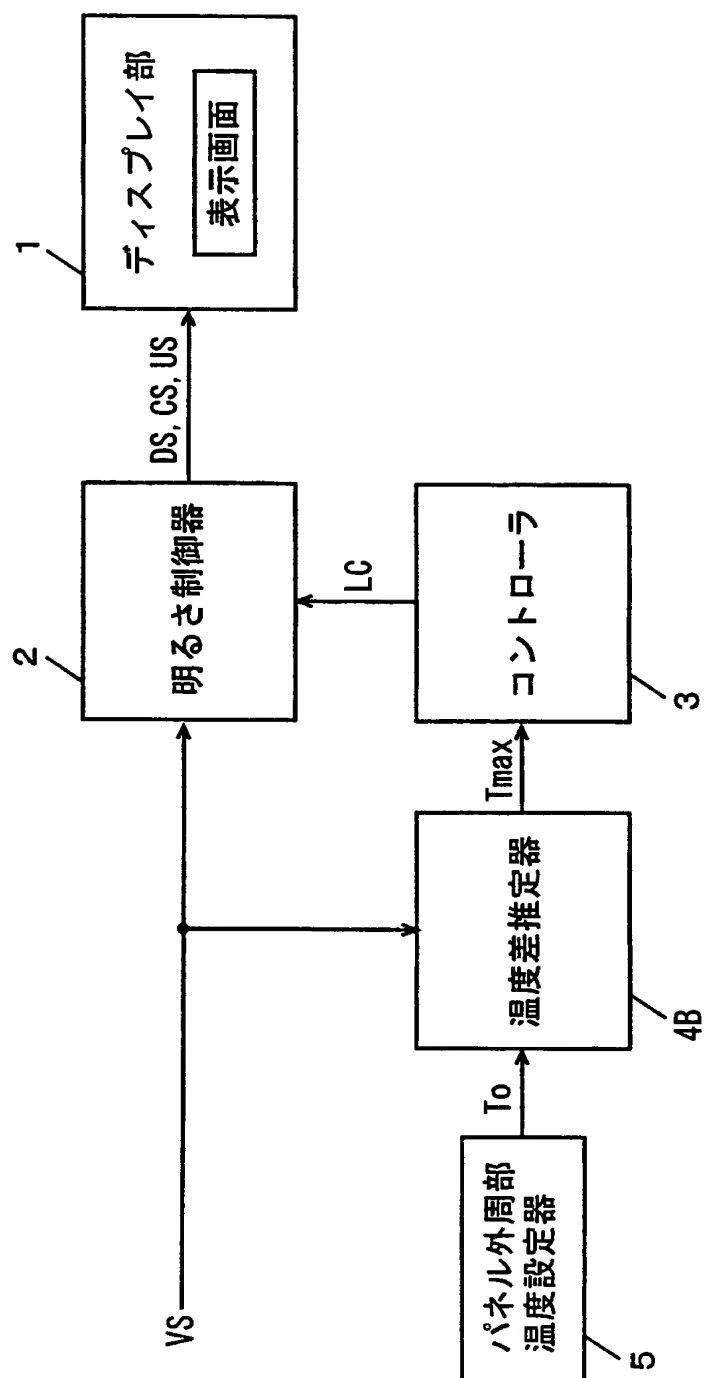 1
ディスプレイ部
表示画面
DS, CS, US
2
明るさ制御器
LC
コントローラ
3
Tmax
温度差推定器
4B
To
パネル外周部
温度設定器
5
VS